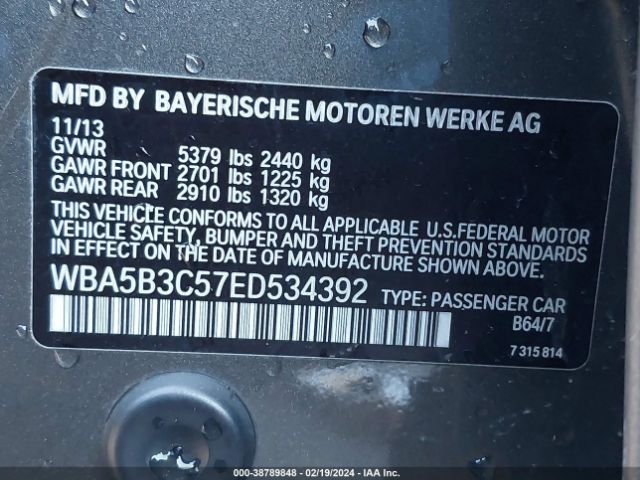 MFD BY BAYERISCHE MOTOREN WERKE AG
11/13
GVWR 5379 lbs 2440 kg
GAWR FRONT 2701 lbs 1225 kg
GAWR REAR 2910 lbs 1320 kg
THIS VEHICLE CONFORMS TO ALL APPLICABLE U.S.FEDERAL MOTOR
VEHICLE SAFETY, BUMPER AND THEFT PREVENTION STANDARDS
IN EFFECT ON THE DATE OF MANUFACTURE SHOWN ABOVE.
WBA5B3C57ED534392 TYPE: PASSENGER CAR
B64/7
7 315 814
000-38789848 - 02/19/2024 - IAA Inc.